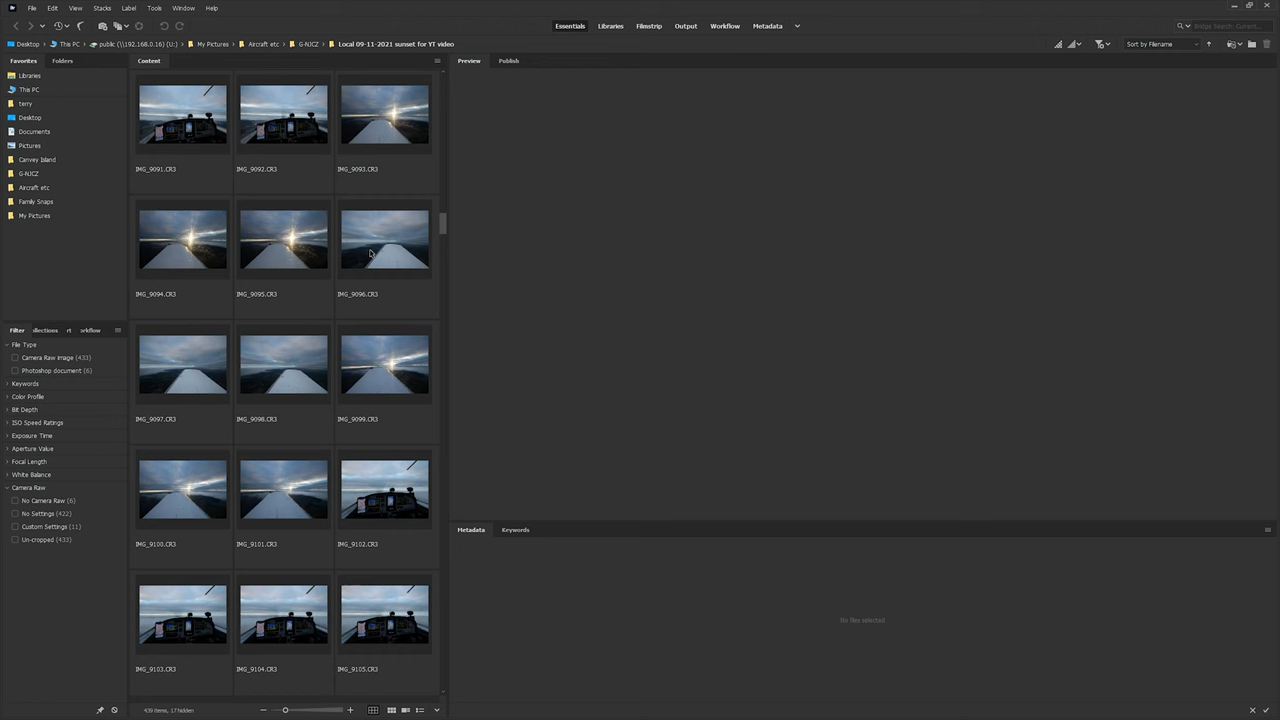 Br File Edit View Stacks Label Tools Window Help
Essentials Libraries Filmstrip Output Workflow Metadata
Bridge Search: Current...
Desktop This PC public (\\192.168.0.16) (U:) My Pictures Aircraft etc G-NJCZ Local 09-11-2021 sunset for YT video
Sort by Filename
Favorites Folders
Content
Preview Publish
Libraries
This PC
terry
Desktop
Documents
Pictures
Canvey Island
G-NJCZ
Aircraft etc
Family Snaps
My Pictures
IMG_9091.CR3 IMG_9092.CR3 IMG_9093.CR3
IMG_9094.CR3 IMG_9095.CR3 IMG_9096.CR3
IMG_9097.CR3 IMG_9098.CR3 IMG_9099.CR3
IMG_9100.CR3 IMG_9101.CR3 IMG_9102.CR3
IMG_9103.CR3 IMG_9104.CR3 IMG_9105.CR3
Filter ollections rt orkflow
File Type
Camera Raw image (433)
Photoshop document (6)
Keywords
Color Profile
Bit Depth
ISO Speed Ratings
Exposure Time
Aperture Value
Focal Length
White Balance
Camera Raw
No Camera Raw (6)
No Settings (422)
Custom Settings (11)
Un-cropped (433)
439 items, 17 hidden
Metadata Keywords
No files selected